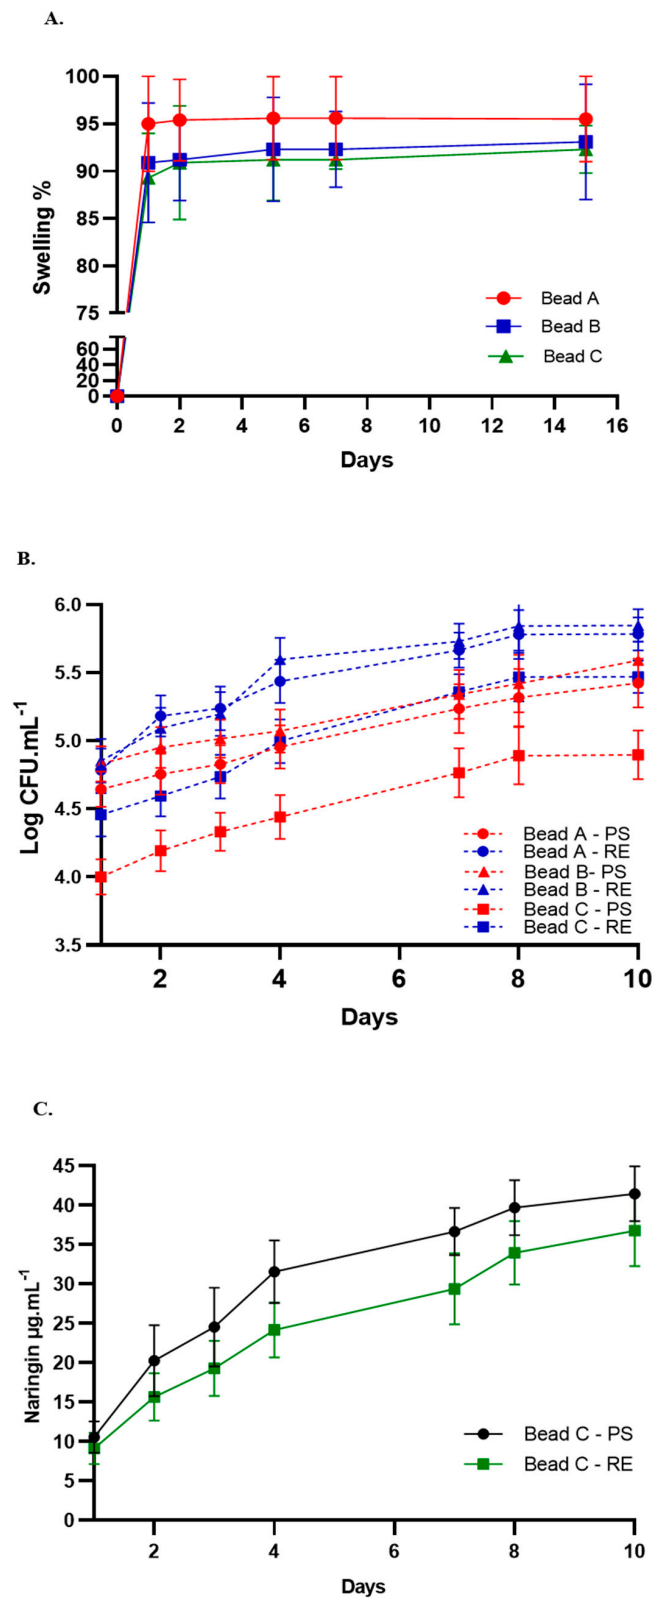 A.
100
95
90
85
80
75
60
40
20
0
Swelling %
Bead A
Bead B
Bead C
0 2 4 6 8 10 12 14 16
Days
B.
6.0
5.5
5.0
4.5
4.0
3.5
Log CFU.mL-1
Bead A - PS
Bead A - RE
Bead B- PS
Bead B - RE
Bead C - PS
Bead C - RE
2 4 6 8 10
Days
C.
45
40
35
30
25
20
15
10
5
0
Naringin µg.mL-1
Bead C - PS
Bead C - RE
2 4 6 8 10
Days